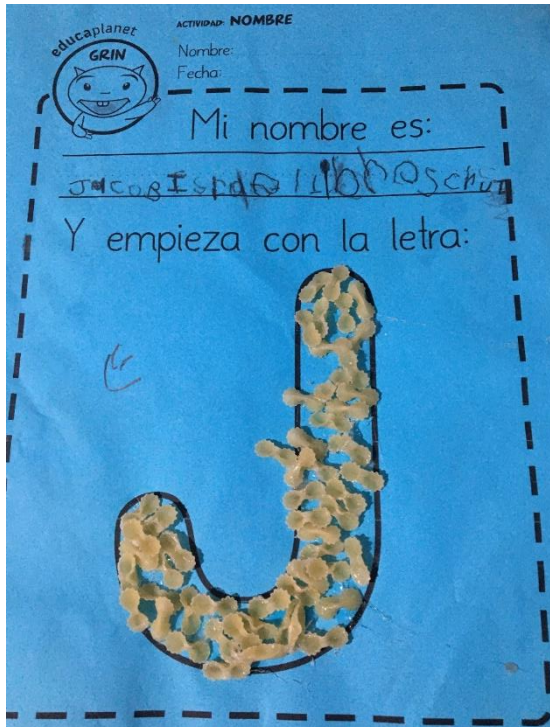 educaplanet
GRIN
ACTIVIDAD: NOMBRE
Nombre:
Fecha:
Mi nombre es:
JACOB
Y empieza con la letra:
J